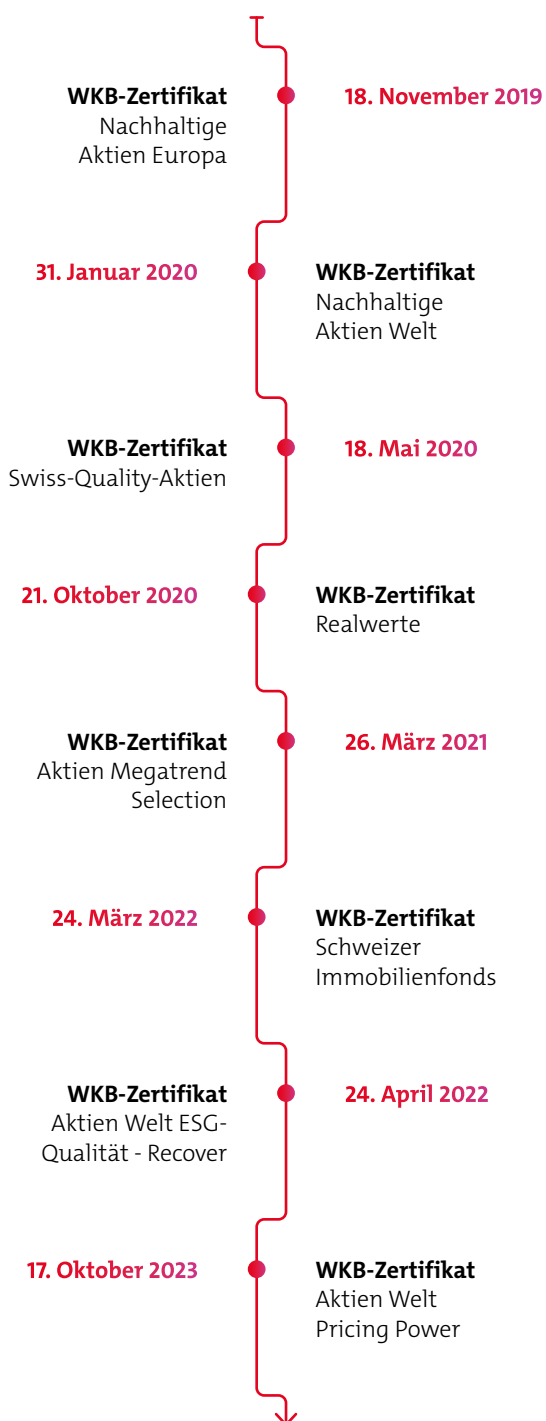 WKB-Zertifikat
Nachhaltige
Aktien Europa
18. November 2019
31. Januar 2020
WKB-Zertifikat
Nachhaltige
Aktien Welt
WKB-Zertifikat
Swiss-Quality-Aktien
18. Mai 2020
21. Oktober 2020
WKB-Zertifikat
Realwerte
WKB-Zertifikat
Aktien Megatrend
Selection
26. März 2021
24. März 2022
WKB-Zertifikat
Schweizer
Immobilienfonds
WKB-Zertifikat
Aktien Welt ESG-
Qualität - Recover
24. April 2022
17. Oktober 2023
WKB-Zertifikat
Aktien Welt
Pricing Power